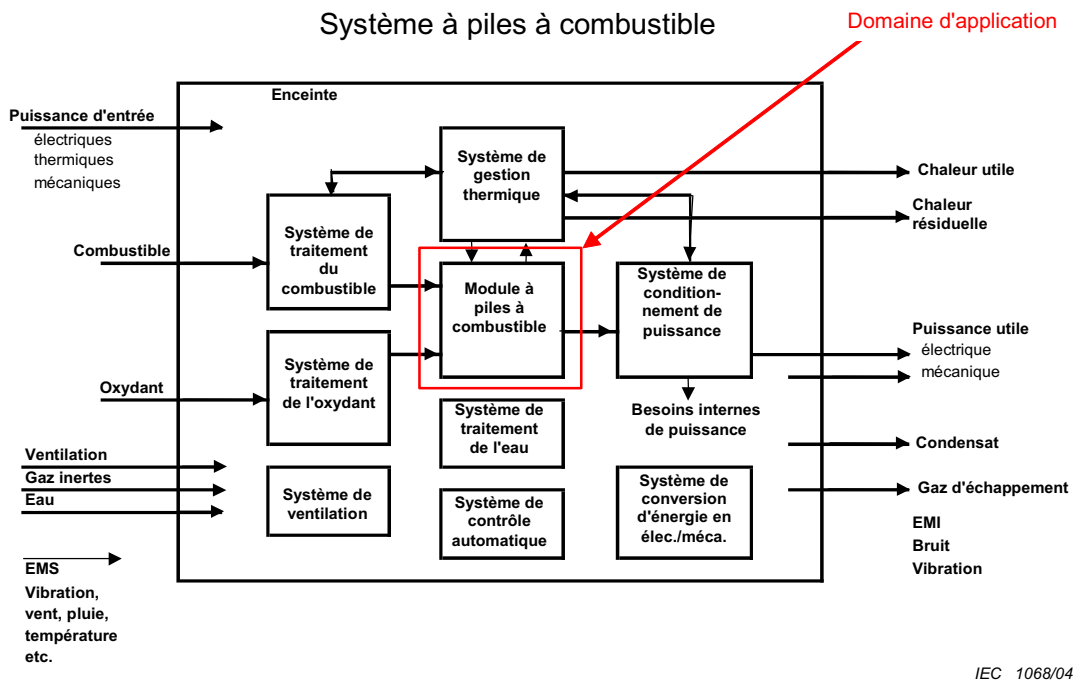 Système à piles à combustible
Domaine d'application
Enceinte
Puissance d'entrée
électriques
thermiques
mécaniques
Combustible
Oxydant
Ventilation
Gaz inertes
Eau
EMS
Vibration,
vent, pluie,
température
etc.
Système de
gestion
thermique
Système de
traitement
du
combustible
Module à
piles à
combustible
Système de
condition-
nement de
puissance
Système de
traitement
de l'oxydant
Système de
traitement
de l'eau
Besoins internes
de puissance
Système de
ventilation
Système de
contrôle
automatique
Système de
conversion
d'énergie en
élec./méca.
Chaleur utile
Chaleur
résiduelle
Puissance utile
électrique
mécanique
Condensat
Gaz d'échappement
EMI
Bruit
Vibration
IEC 1068/04